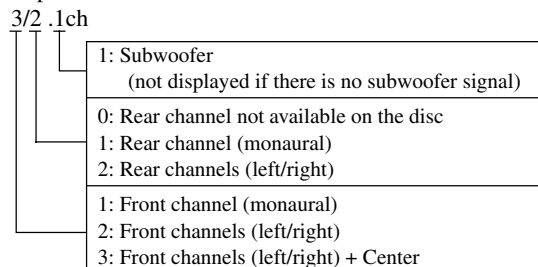 3/2 .1ch
1: Subwoofer
(not displayed if there is no subwoofer signal)
0: Rear channel not available on the disc
1: Rear channel (monaural)
2: Rear channels (left/right)
1: Front channel (monaural)
2: Front channels (left/right)
3: Front channels (left/right) + Center